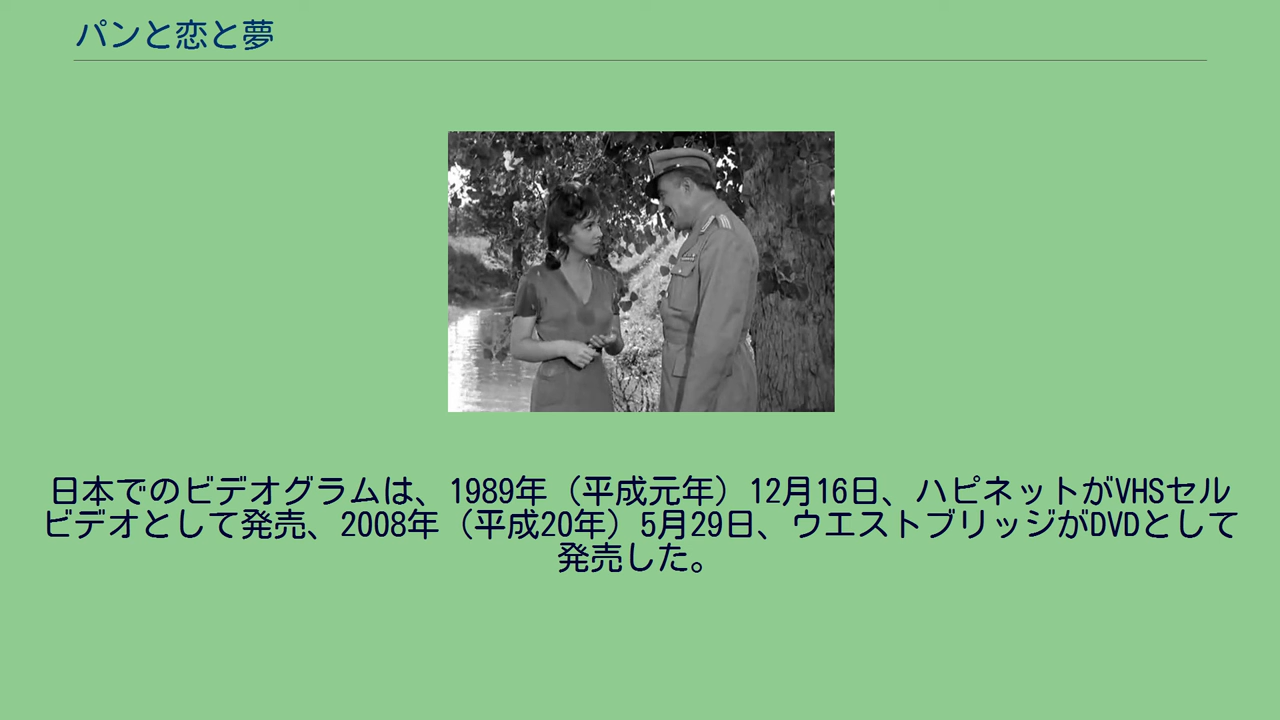 パンと恋と夢
日本でのビデオグラムは、1989年（平成元年）12月16日、ハピネットがVHSセル
ビデオとして発売、2008年（平成20年）5月29日、ウエストブリッジがDVDとして
発売した。